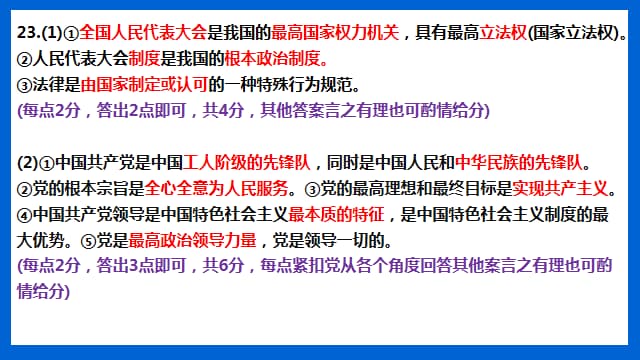 23.(1)①全国人民代表大会是我国的最高国家权力机关，具有最高立法权(国家立法权)。
②人民代表大会制度是我国的根本政治制度。
③法律是由国家制定或认可的一种特殊行为规范。
(每点2分，答出2点即可，共4分，其他答案言之有理也可酌情给分)
(2)①中国共产党是中国工人阶级的先锋队，同时是中国人民和中华民族的先锋队。
②党的根本宗旨是全心全意为人民服务。③党的最高理想和最终目标是实现共产主义。
④中国共产党领导是中国特色社会主义最本质的特征，是中国特色社会主义制度的最
大优势。⑤党是最高政治领导力量，党是领导一切的。
(每点2分，答出3点即可，共6分，每点紧扣党从各个角度回答其他案言之有理也可酌
情给分)